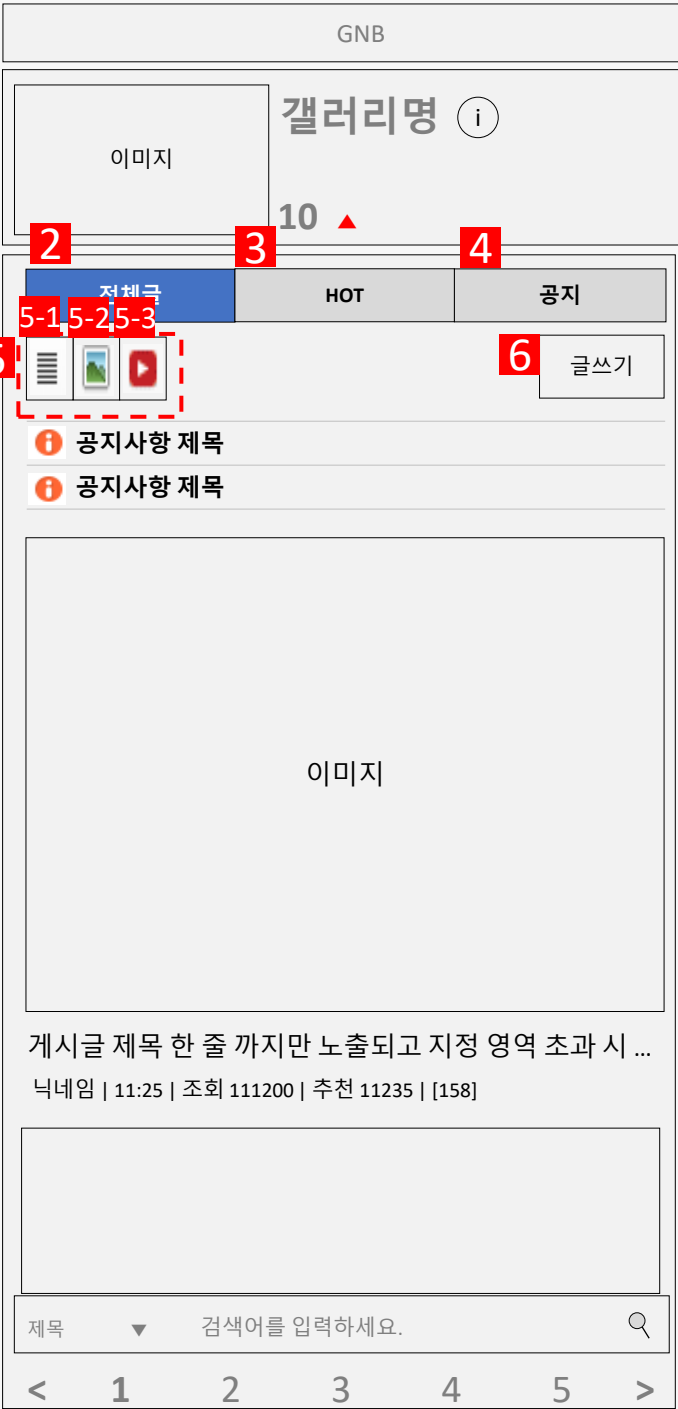 GNB
갤러리명 i
이미지
10 ▲
2 3 4
전체글 HOT 공지
5-1 5-2 5-3
5
6 글쓰기
공지사항 제목
공지사항 제목
이미지
게시글 제목 한 줄 까지만 노출되고 지정 영역 초과 시 ...
닉네임 | 11:25 | 조회 111200 | 추천 11235 | [158]
제목 ▼ 검색어를 입력하세요.
< 1 2 3 4 5 >